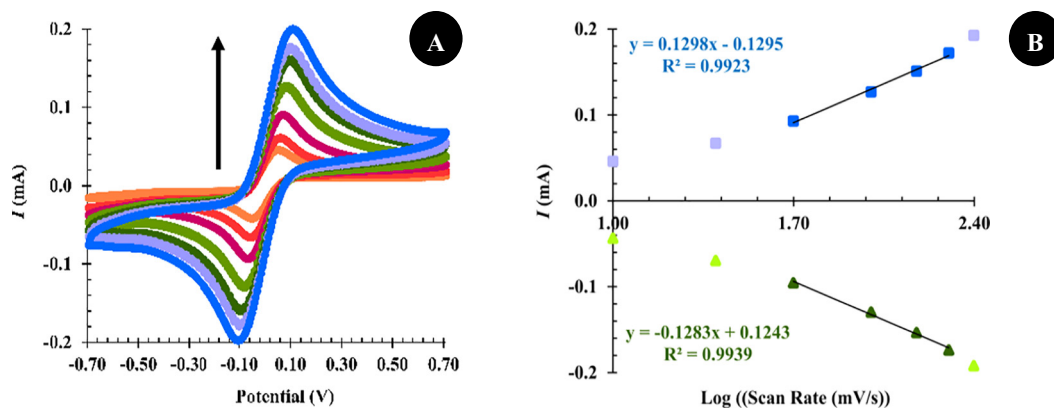 A
0.2
0.1
0.0
-0.1
-0.2
I (mA)
-0.70
-0.50
-0.30
-0.10
0.10
0.30
0.50
0.70
Potential (V)
B
y = 0.1298x - 0.1295
R² = 0.9923
0.2
0.1
0.0
-0.1
-0.2
I (mA)
1.00
1.70
2.40
y = -0.1283x + 0.1243
R² = 0.9939
Log ((Scan Rate (mV/s))